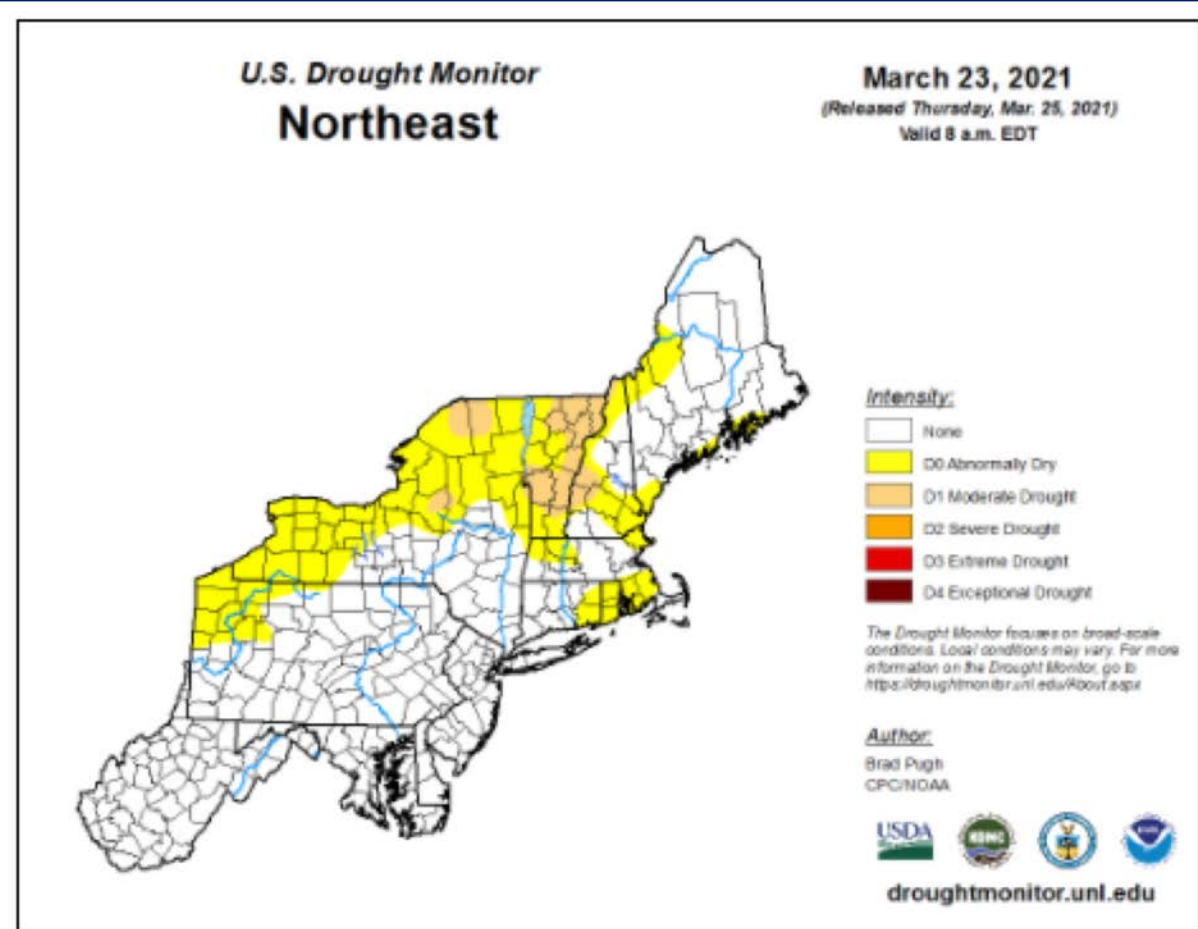 U.S. Drought Monitor
Northeast
March 23, 2021
(Released Thursday, Mar. 25, 2021)
Valid 8 a.m. EDT
Intensity:
None
D0 Abnormally Dry
D1 Moderate Drought
D2 Severe Drought
D3 Extreme Drought
D4 Exceptional Drought
The Drought Monitor focuses on broad-scale
conditions. Local conditions may vary. For more
information on the Drought Monitor, go to
https://droughtmonitor.unl.edu/About.aspx
Author:
Brad Pugh
CPC/NOAA
USDA
NDMC
droughtmonitor.unl.edu